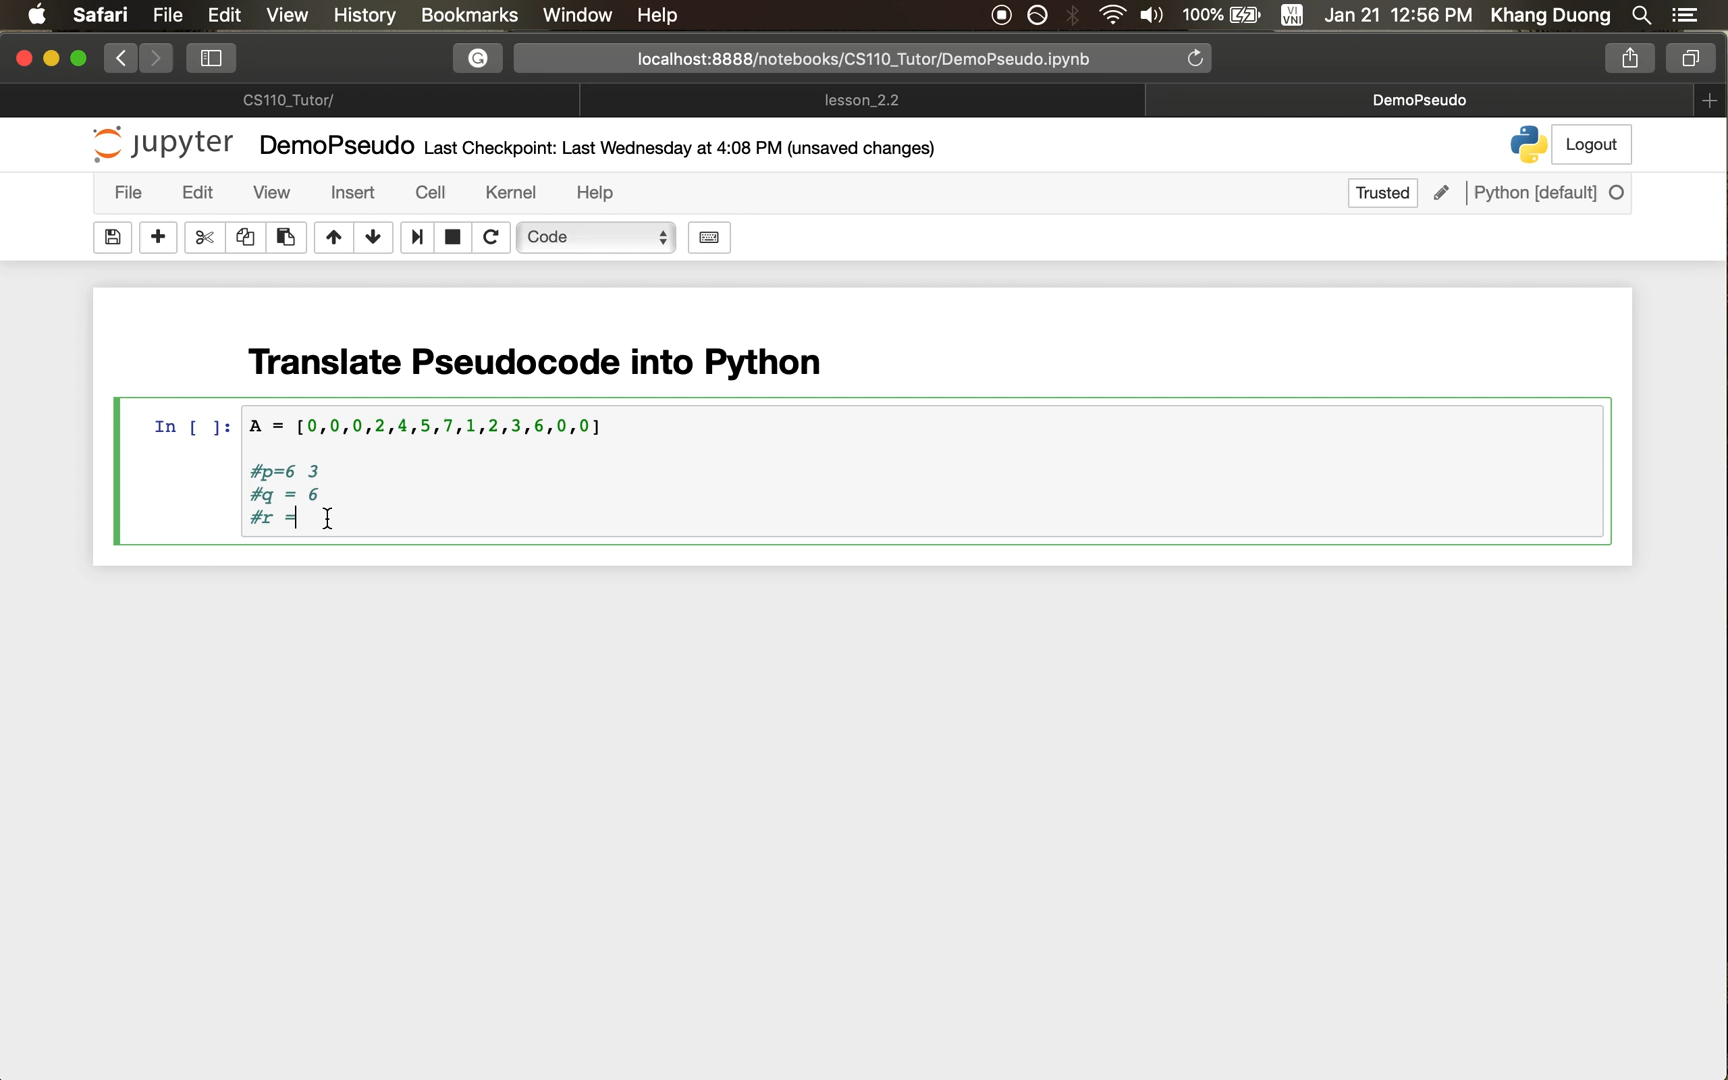 Safari File Edit View History Bookmarks Window Help 100% VI VNI Jan 21 12:56 PM Khang Duong
localhost:8888/notebooks/CS110_Tutor/DemoPseudo.ipynb
CS110_Tutor/ lesson_2.2 DemoPseudo
jupyter DemoPseudo Last Checkpoint: Last Wednesday at 4:08 PM (unsaved changes) Logout
File Edit View Insert Cell Kernel Help Trusted Python [default]
Code
Translate Pseudocode into Python
In [ ]: A = [0,0,0,2,4,5,7,1,2,3,6,0,0]
#p=6 3
#q = 6
#r =